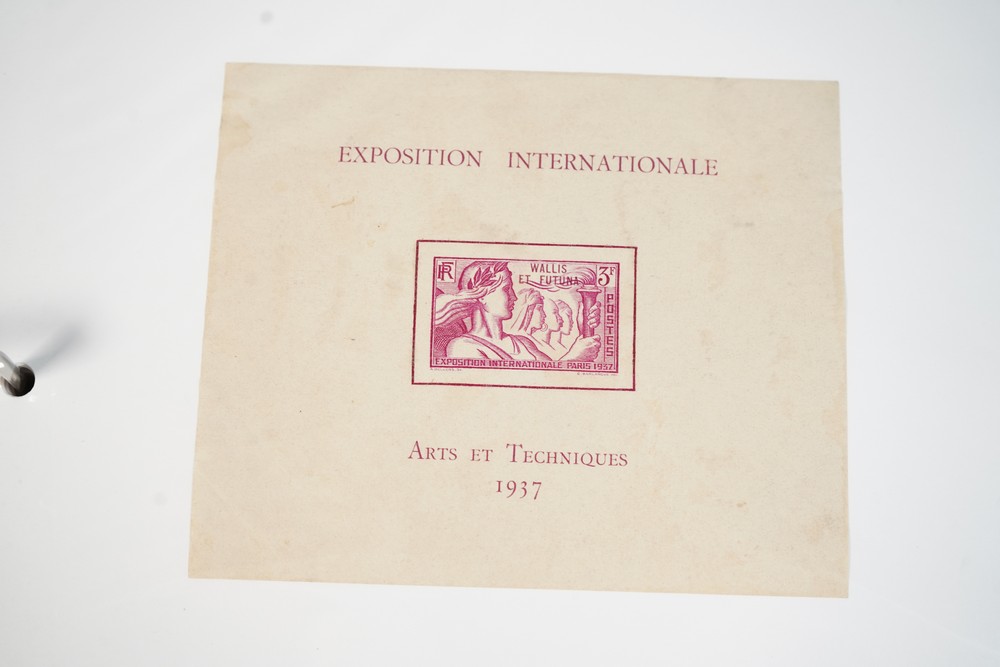 EXPOSITION INTERNATIONALE
RF
WALLIS
ET FUTUNA
3F
POSTES
EXPOSITION INTERNATIONALE PARIS 1937
ARTS ET TECHNIQUES
1937